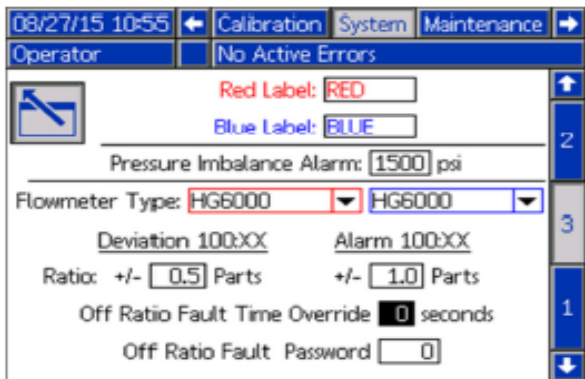 08/27/15 10:55 Calibration System Maintenance
Operator No Active Errors
Red Label: RED
Blue Label: BLUE
2
Pressure Imbalance Alarm: 1500 psi
Flowmeter Type: HG6000 HG6000
3
Deviation 100:XX Alarm 100:XX
Ratio: +/- 0.5 Parts +/- 1.0 Parts
Off Ratio Fault Time Override 0 seconds
1
Off Ratio Fault Password 0